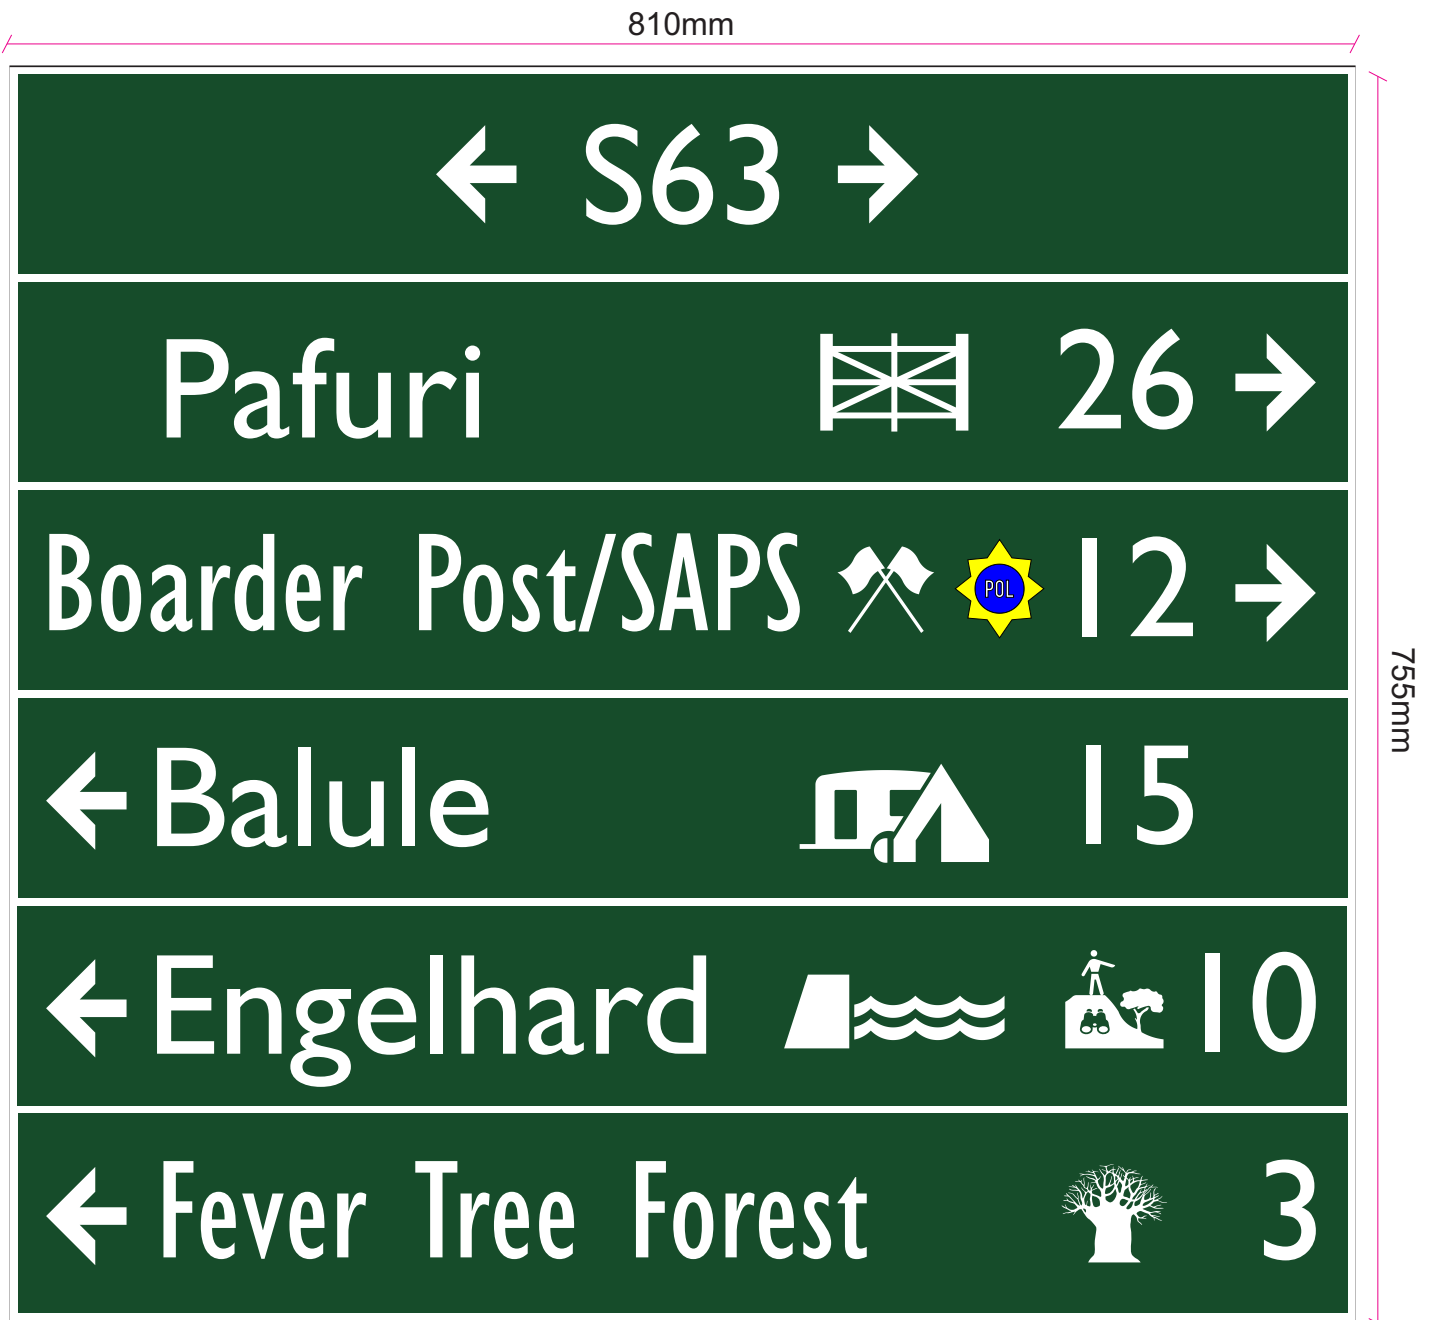 810mm
S63
Pafuri 26
Boarder Post/SAPS POL 12
755mm
Balule 15
Engelhard 10
Fever Tree Forest 3